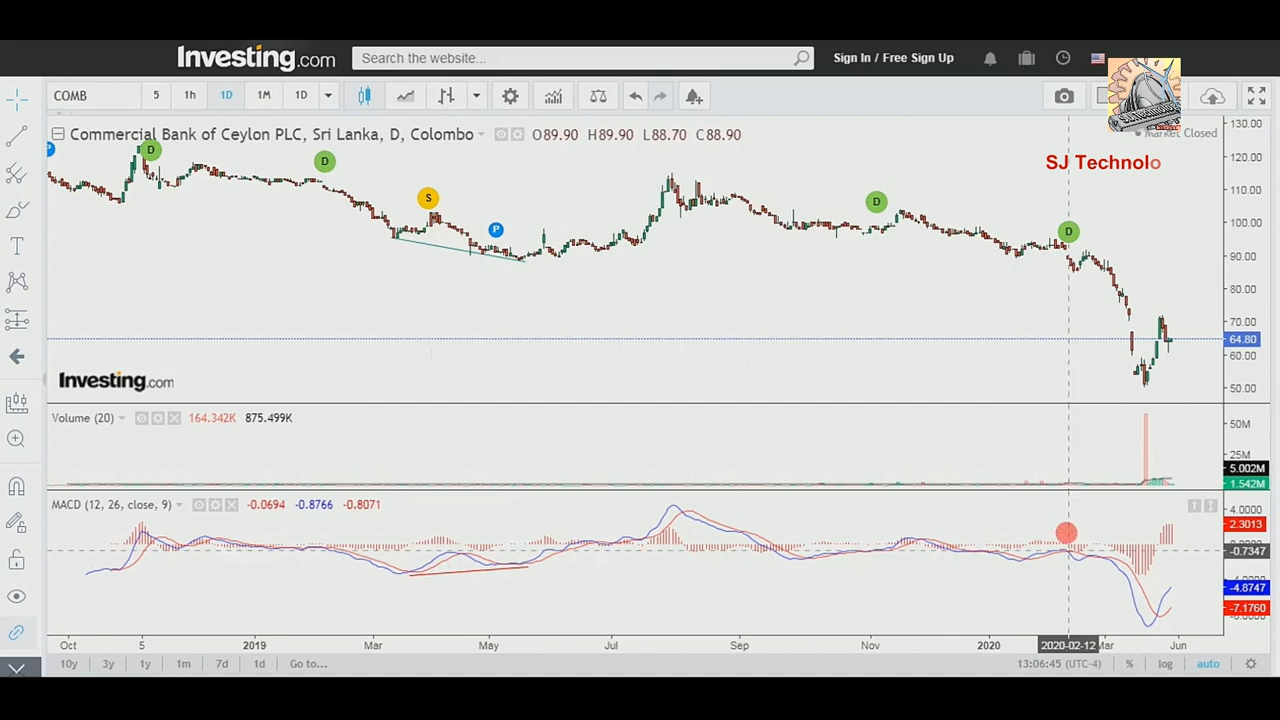 Investing.com
Search the website...
Sign In / Free Sign Up
COMB 5 1h 1D 1M 1D
Commercial Bank of Ceylon PLC, Sri Lanka, D, Colombo O89.90 H89.90 L88.70 C88.90
Market Closed
SJ Technolo
D
D
S
P
D
D
P
130.00
120.00
110.00
100.00
90.00
80.00
70.00
64.80
60.00
50.00
Investing.com
Volume (20) 164.342K 875.499K
50M
25M
5.002M
1.542M
MACD (12, 26, close, 9) -0.0694 -0.8766 -0.8071
4.0000
2.3013
-0.7347
-4.8747
-7.1760
Oct 5 2019 Mar May Jul Sep Nov 2020 2020-02-12 Mar Jun
10y 3y 1y 1m 7d 1d Go to... 13:06:45 (UTC-4) % log auto